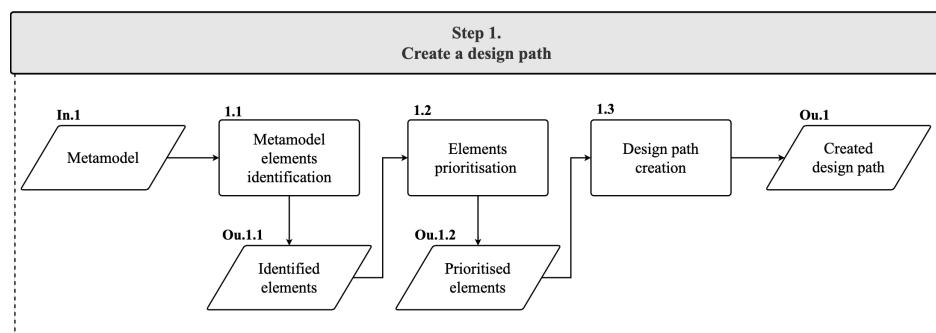 Step 1.
Create a design path
In.1
Metamodel
1.1
Metamodel
elements
identification
1.2
Elements
prioritisation
1.3
Design path
creation
Ou.1
Created
design path
Ou.1.1
Identified
elements
Ou.1.2
Prioritised
elements